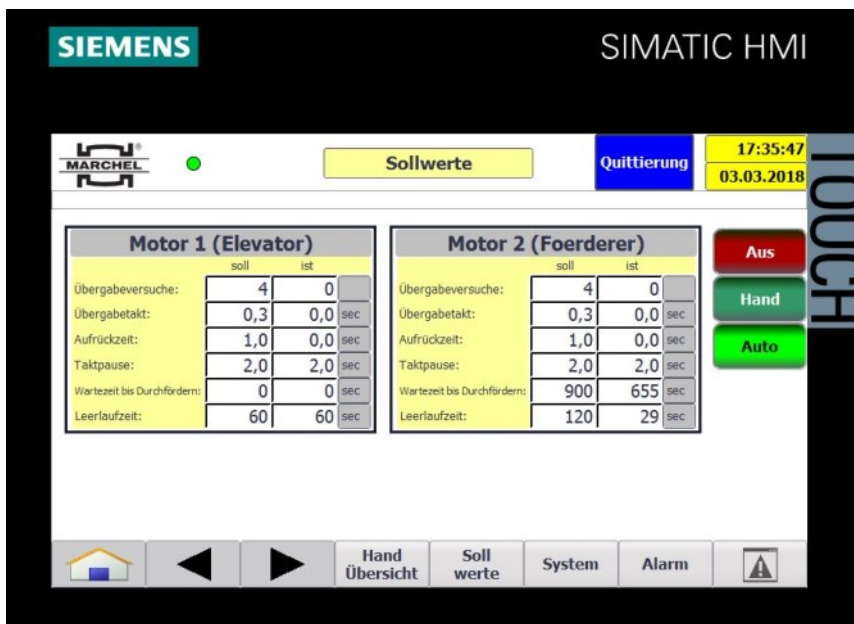 SIEMENS
SIMATIC HMI
TOUCH
MARCHEL
Sollwerte
Quittierung
17:35:47
03.03.2018
Motor 1 (Elevator)
soll ist
Übergabeversuche: 4 0
Übergabetakt: 0,3 0,0 sec
Aufrückzeit: 1,0 0,0 sec
Taktpause: 2,0 2,0 sec
Wartezeit bis Durchfördern: 0 0 sec
Leerlaufzeit: 60 60 sec
Motor 2 (Foerderer)
soll ist
Übergabeversuche: 4 0
Übergabetakt: 0,3 0,0 sec
Aufrückzeit: 1,0 0,0 sec
Taktpause: 2,0 2,0 sec
Wartezeit bis Durchfördern: 900 655 sec
Leerlaufzeit: 120 29 sec
Aus
Hand
Auto
Hand
Übersicht
Soll
werte
System
Alarm